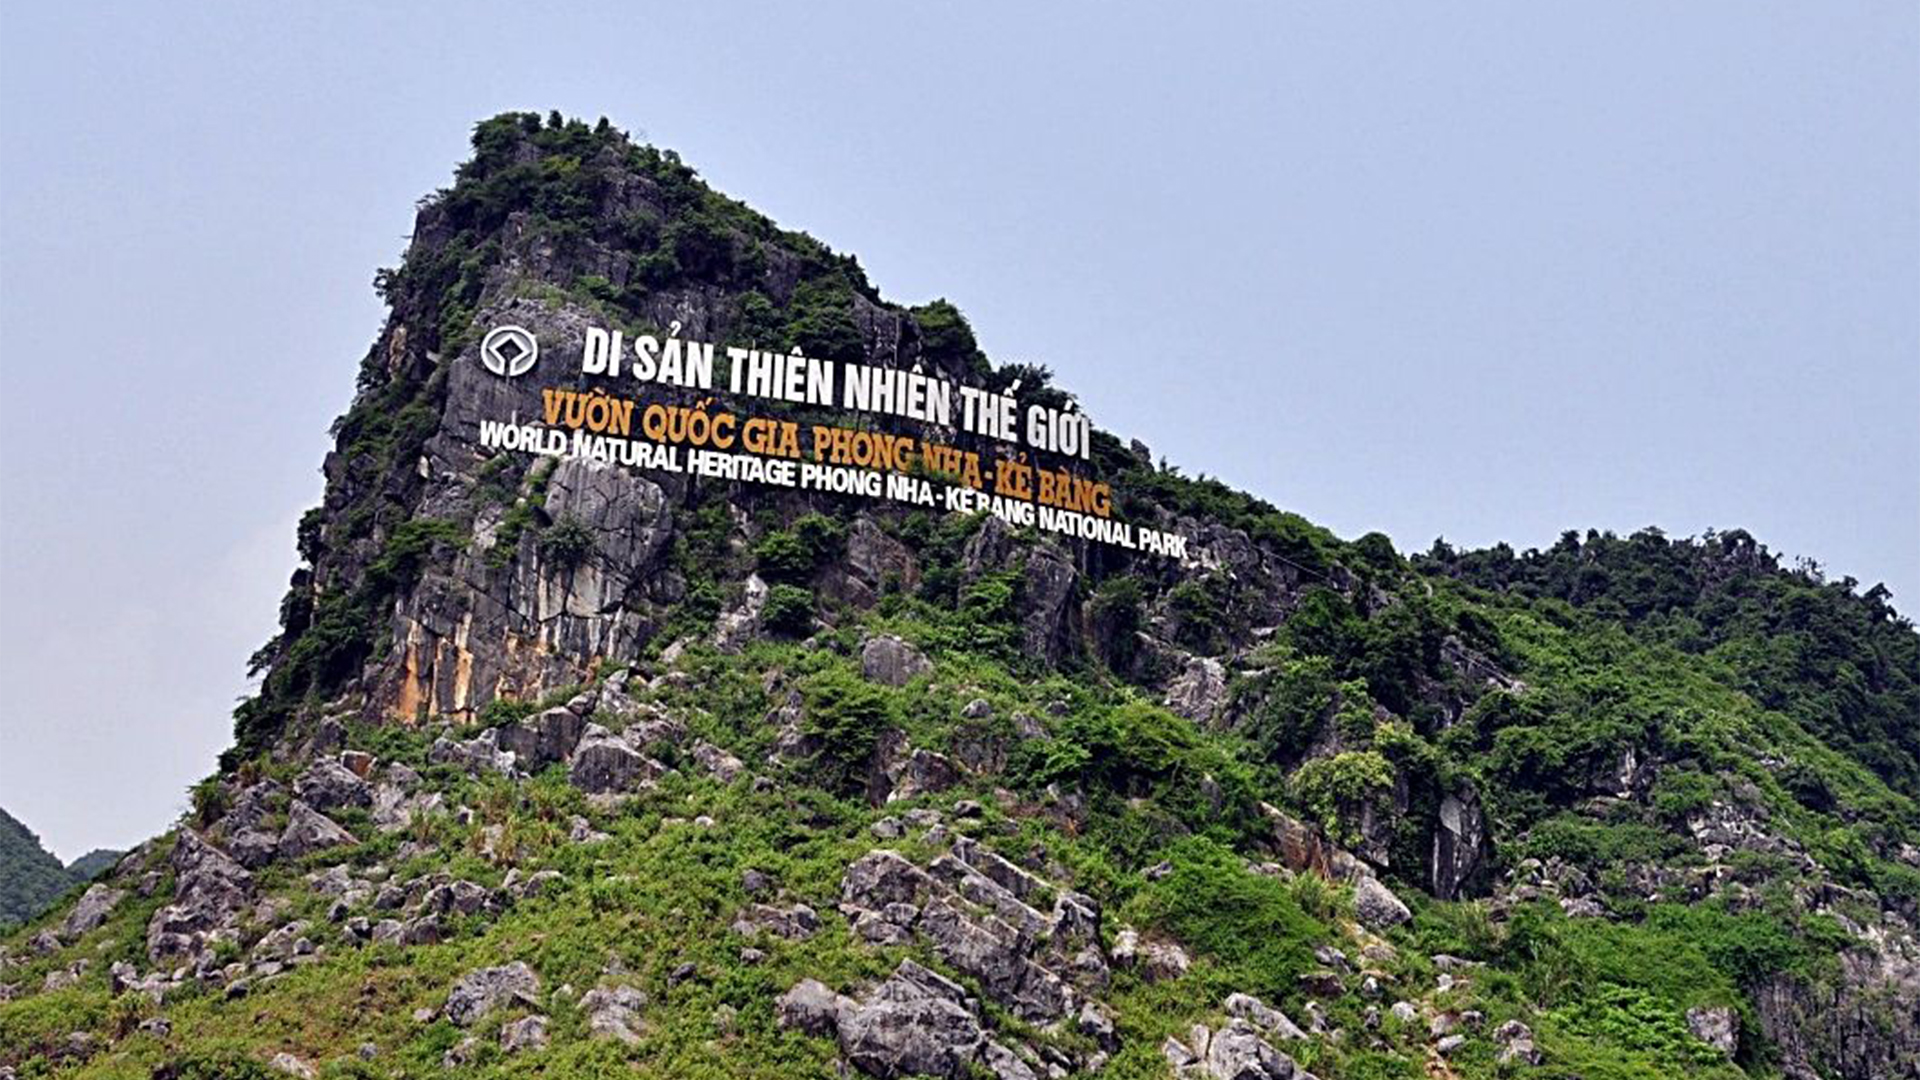 DI SẢN THIÊN NHIÊN THẾ GIỚI
VƯỜN QUỐC GIA PHONG NHA-KẺ BÀNG
WORLD NATURAL HERITAGE PHONG NHA-KẺ BANG NATIONAL PARK